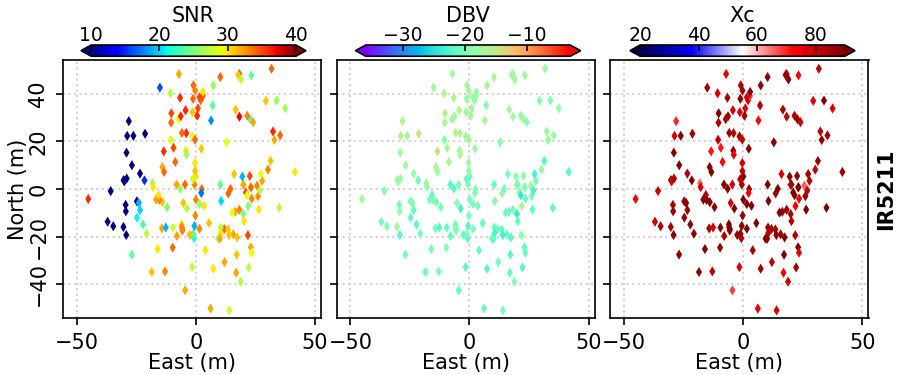 SNR DBV Xc
10 20 30 40 −30 −20 −10 20 40 60 80
40
20
0
−20
−40
North (m)
−50 0 50 −50 0 50 −50 0 50
East (m) East (m) East (m)
IR5211